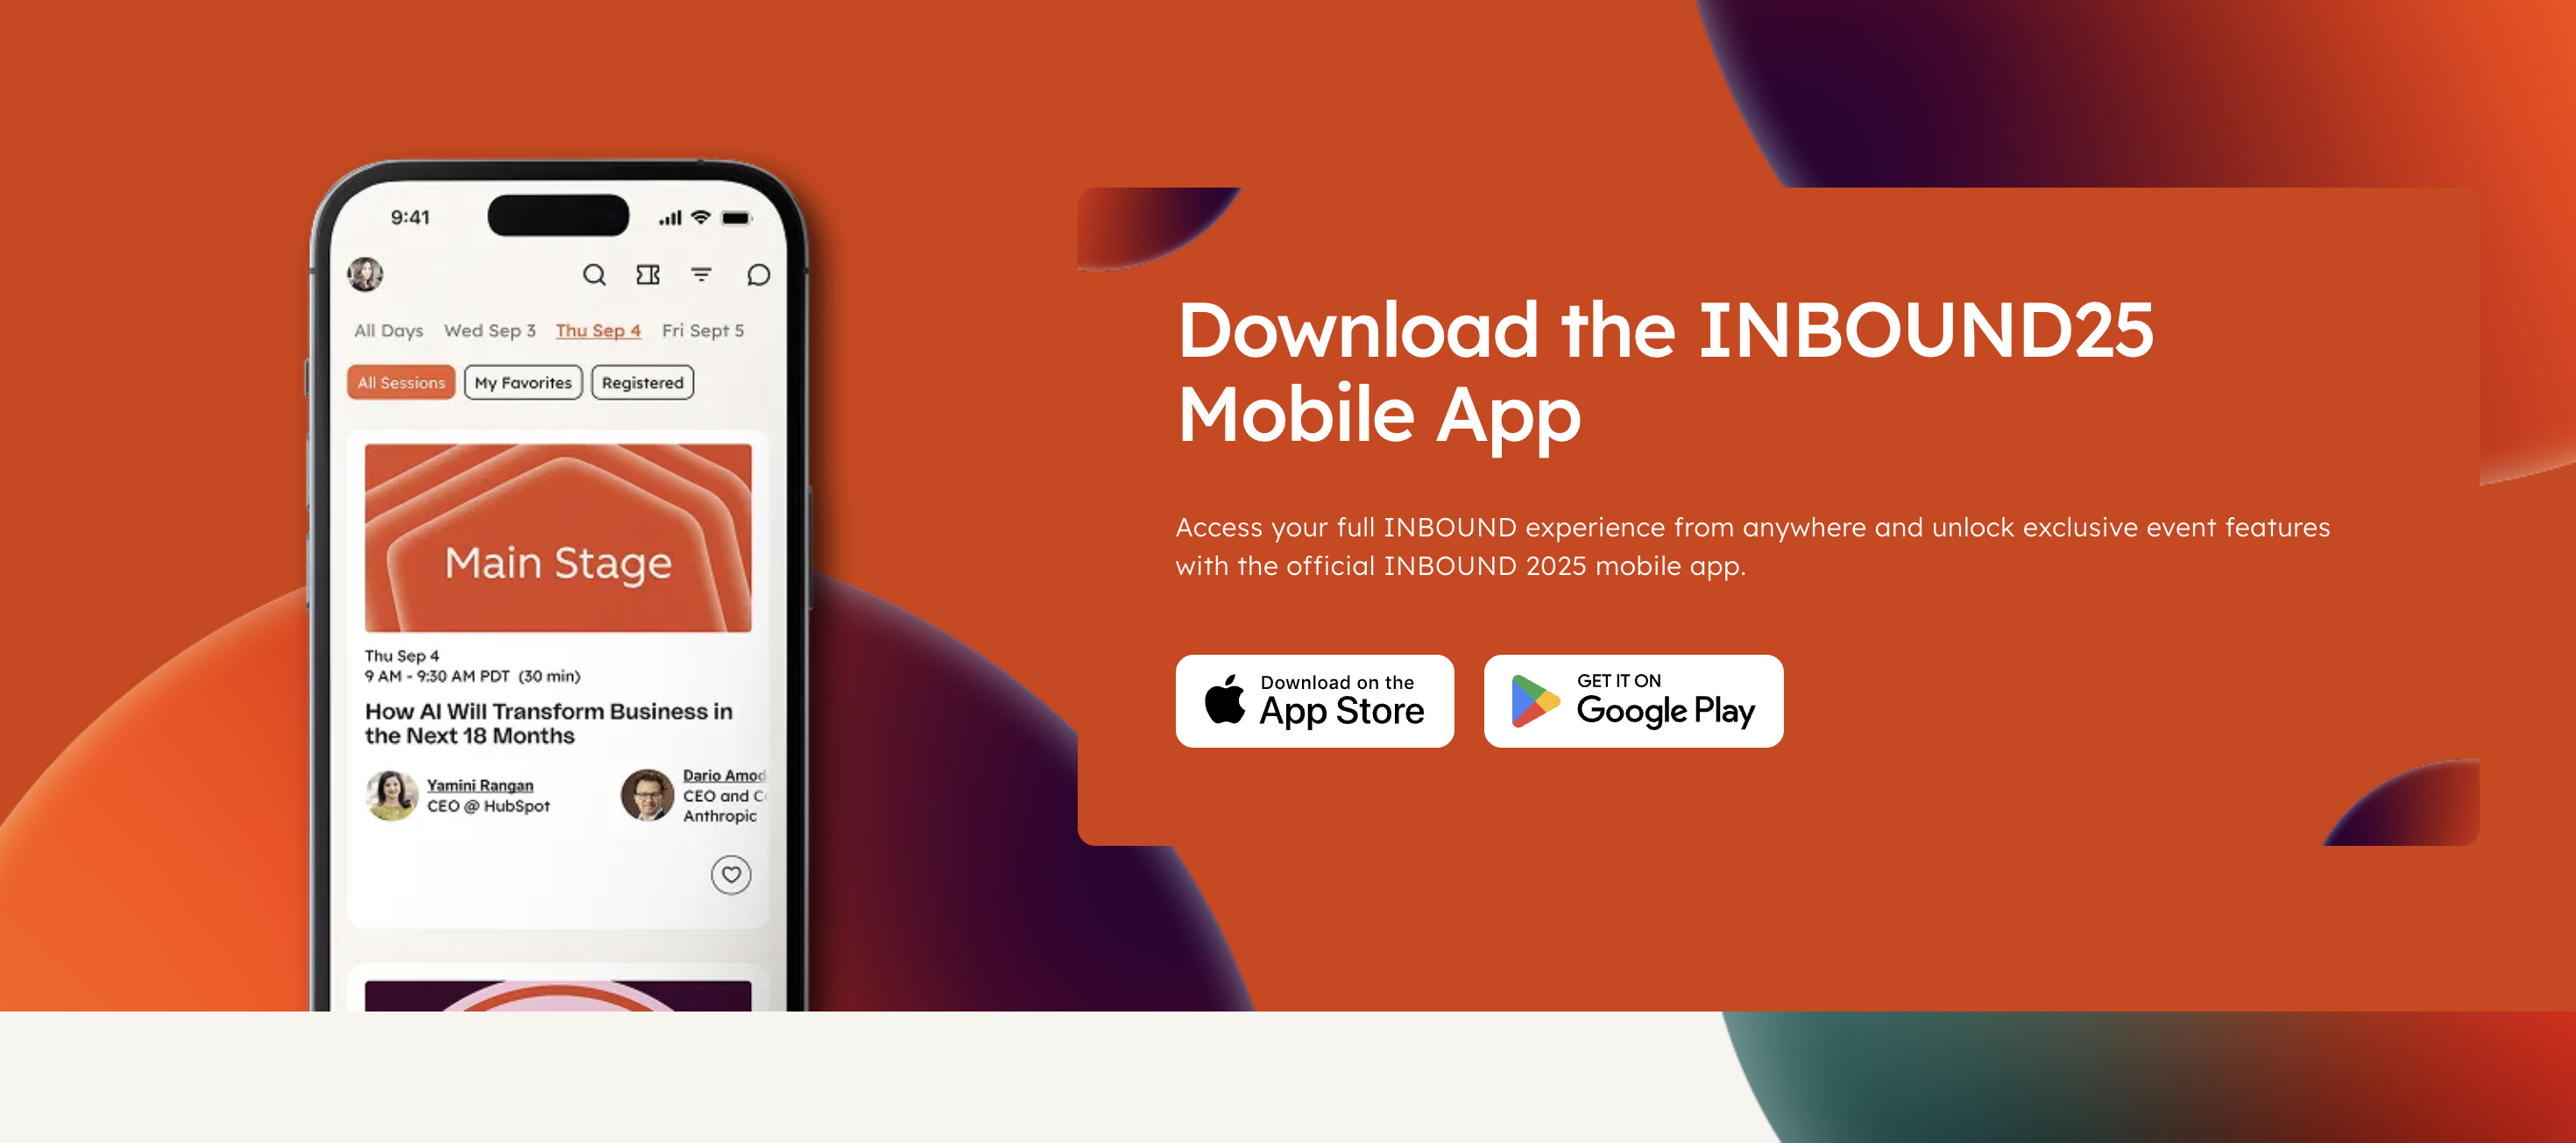 9:41
All Days Wed Sep 3 Thu Sep 4 Fri Sept 5
All Sessions My Favorites Registered
Main Stage
Thu Sep 4
9 AM - 9:30 AM PDT (30 min)
How AI Will Transform Business in
the Next 18 Months
Yamini Rangan
CEO @ HubSpot
Dario Amod
CEO and C
Anthropic
Download the INBOUND25
Mobile App
Access your full INBOUND experience from anywhere and unlock exclusive event features
with the official INBOUND 2025 mobile app.
Download on the
App Store
GET IT ON
Google Play